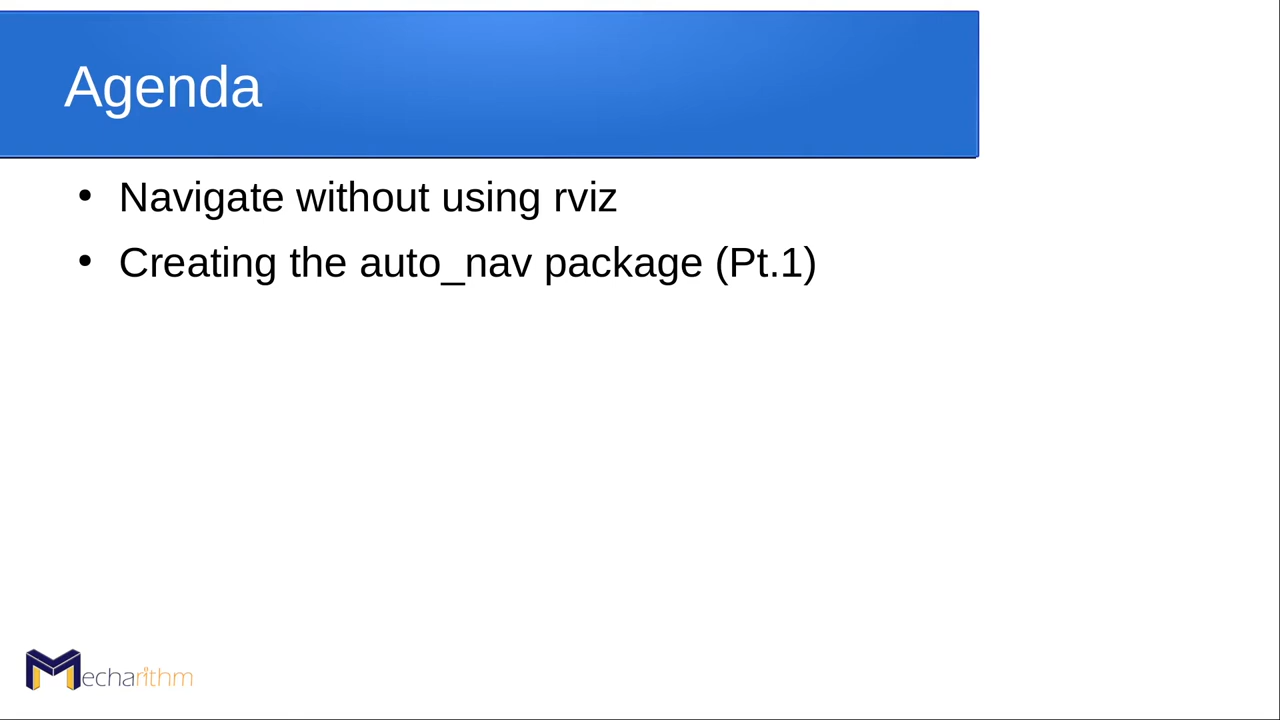 Agenda
• Navigate without using rviz
• Creating the auto_nav package (Pt.1)
Mecharithm